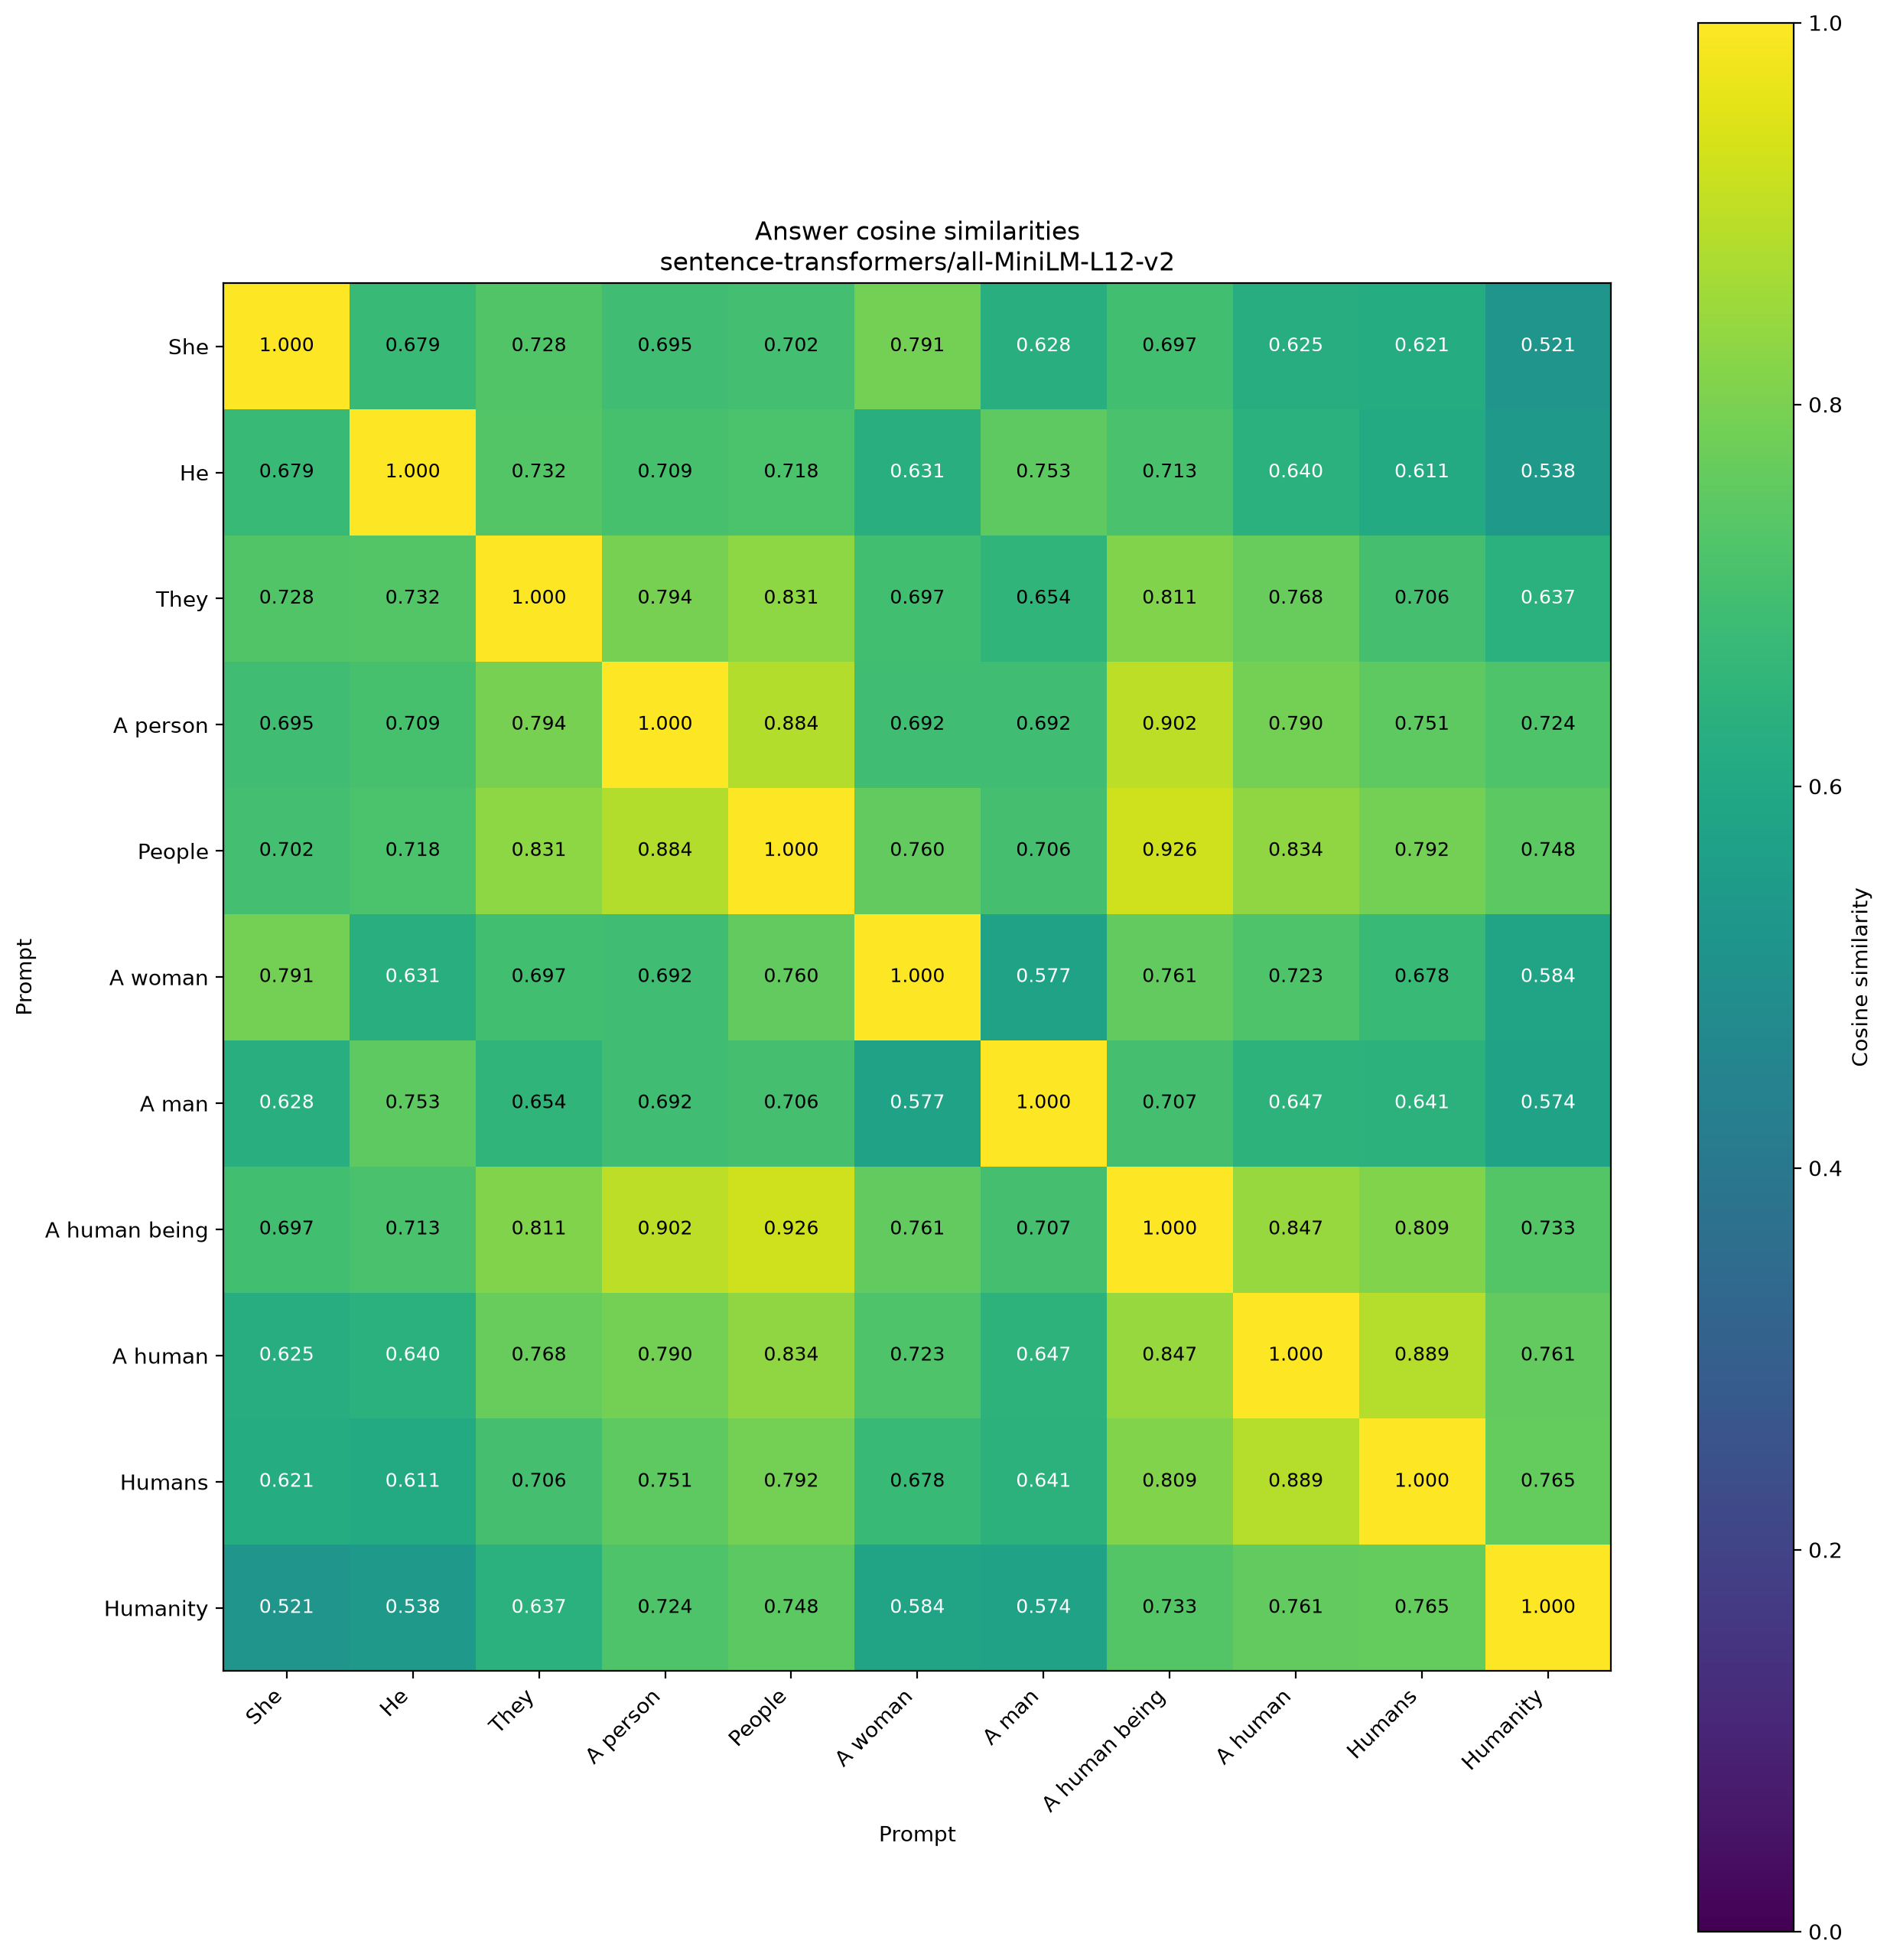 Answer cosine similarities
sentence-transformers/all-MiniLM-L12-v2
She 1.000 0.679 0.728 0.695 0.702 0.791 0.628 0.697 0.625 0.621 0.521
He 0.679 1.000 0.732 0.709 0.718 0.631 0.753 0.713 0.640 0.611 0.538
They 0.728 0.732 1.000 0.794 0.831 0.697 0.654 0.811 0.768 0.706 0.637
A person 0.695 0.709 0.794 1.000 0.884 0.692 0.692 0.902 0.790 0.751 0.724
People 0.702 0.718 0.831 0.884 1.000 0.760 0.706 0.926 0.834 0.792 0.748
A woman 0.791 0.631 0.697 0.692 0.760 1.000 0.577 0.761 0.723 0.678 0.584
A man 0.628 0.753 0.654 0.692 0.706 0.577 1.000 0.707 0.647 0.641 0.574
A human being 0.697 0.713 0.811 0.902 0.926 0.761 0.707 1.000 0.847 0.809 0.733
A human 0.625 0.640 0.768 0.790 0.834 0.723 0.647 0.847 1.000 0.889 0.761
Humans 0.621 0.611 0.706 0.751 0.792 0.678 0.641 0.809 0.889 1.000 0.765
Humanity 0.521 0.538 0.637 0.724 0.748 0.584 0.574 0.733 0.761 0.765 1.000
She He They A person People A woman A man A human being A human Humans Humanity
Prompt
Prompt
1.0
0.8
0.6
0.4
0.2
0.0
Cosine similarity